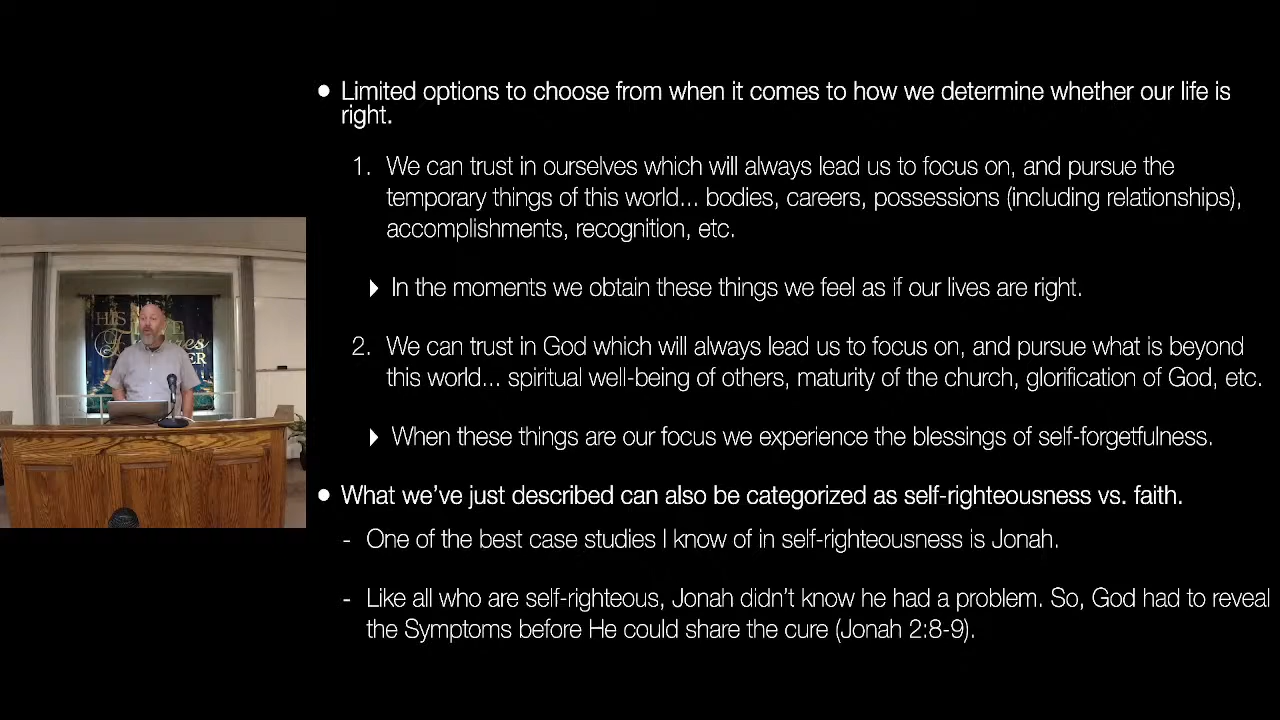 • Limited options to choose from when it comes to how we determine whether our life is
right.
1. We can trust in ourselves which will always lead us to focus on, and pursue the
temporary things of this world... bodies, careers, possessions (including relationships),
accomplishments, recognition, etc.
▸ In the moments we obtain these things we feel as if our lives are right.
2. We can trust in God which will always lead us to focus on, and pursue what is beyond
this world... spiritual well-being of others, maturity of the church, glorification of God, etc.
▸ When these things are our focus we experience the blessings of self-forgetfulness.
• What we've just described can also be categorized as self-righteousness vs. faith.
- One of the best case studies I know of in self-righteousness is Jonah.
- Like all who are self-righteous, Jonah didn't know he had a problem. So, God had to reveal
the Symptoms before He could share the cure (Jonah 2:8-9).
HIS